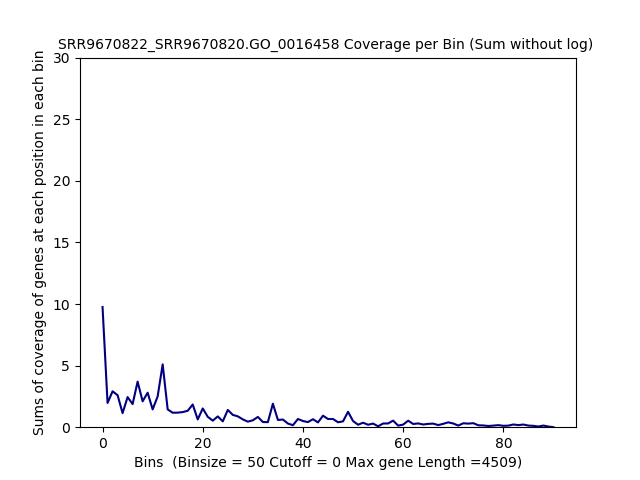 SRR9670822_SRR9670820.GO_0016458 Coverage per Bin (Sum without log)
Sums of coverage of genes at each position in each bin
30
25
20
15
10
5
0
0 20 40 60 80
Bins  (Binsize = 50 Cutoff = 0 Max gene Length =4509)